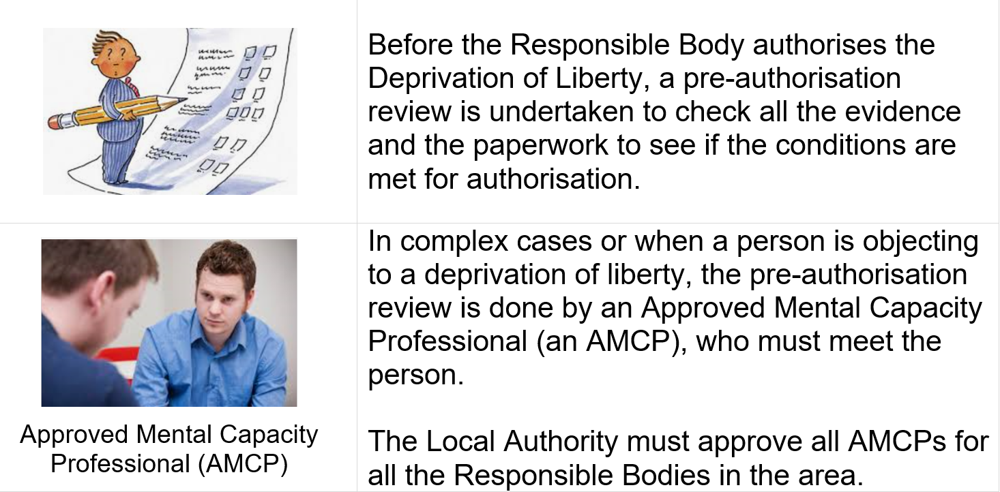 Before the Responsible Body authorises the
Deprivation of Liberty, a pre-authorisation
review is undertaken to check all the evidence
and the paperwork to see if the conditions are
met for authorisation.
In complex cases or when a person is objecting
to a deprivation of liberty, the pre-authorisation
review is done by an Approved Mental Capacity
Professional (an AMCP), who must meet the
person.
Approved Mental Capacity
Professional (AMCP)
The Local Authority must approve all AMCPs for
all the Responsible Bodies in the area.